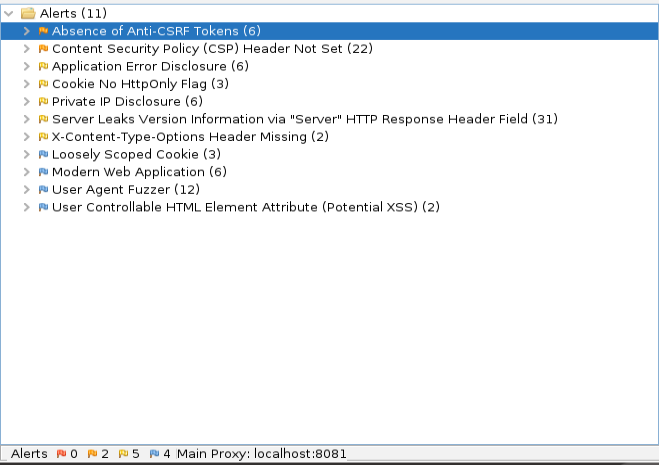 Alerts (11)
Absence of Anti-CSRF Tokens (6)
Content Security Policy (CSP) Header Not Set (22)
Application Error Disclosure (6)
Cookie No HttpOnly Flag (3)
Private IP Disclosure (6)
Server Leaks Version Information via "Server" HTTP Response Header Field (31)
X-Content-Type-Options Header Missing (2)
Loosely Scoped Cookie (3)
Modern Web Application (6)
User Agent Fuzzer (12)
User Controllable HTML Element Attribute (Potential XSS) (2)
Alerts 0 2 5 4 Main Proxy: localhost:8081